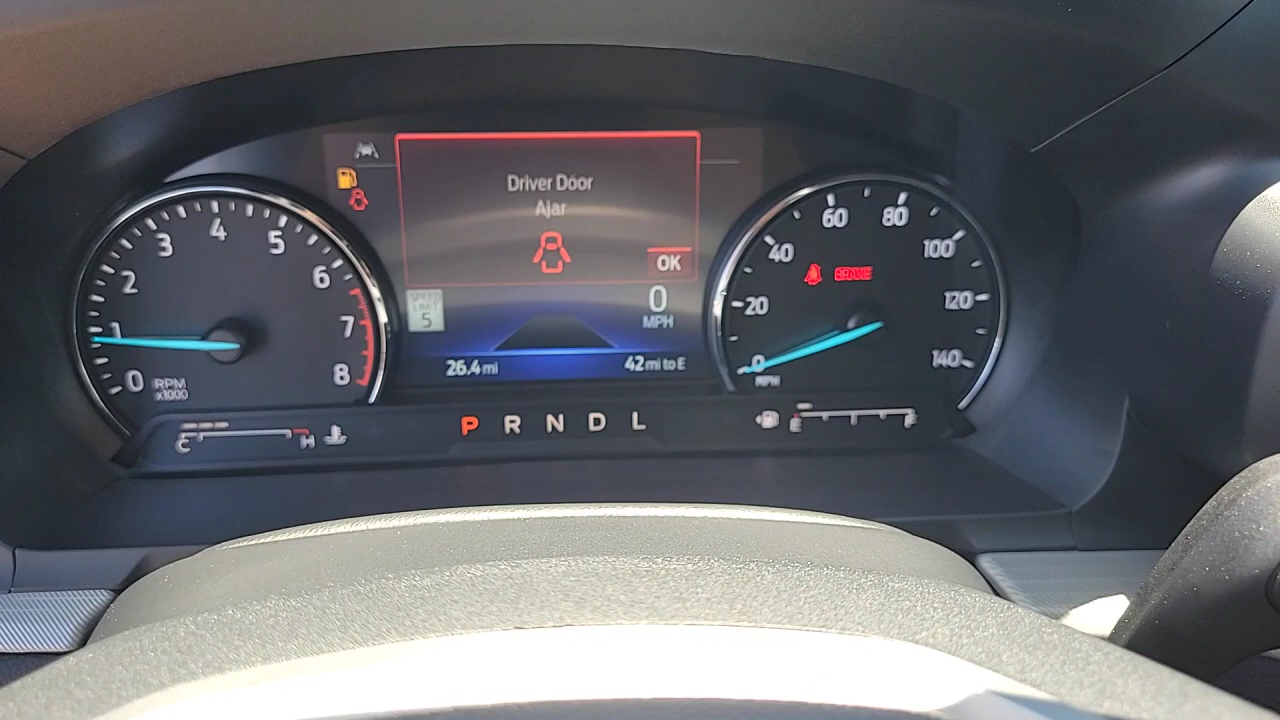 Driver Door
Ajar
OK
SPEED
LIMIT
5
0
MPH
26.4 mi
42 mi to E
0
1
2
3
4
5
6
7
8
RPM
x1000
0
20
40
60
80
100
120
140
BRAKE
MPH
C
H
P R N D L
E
F